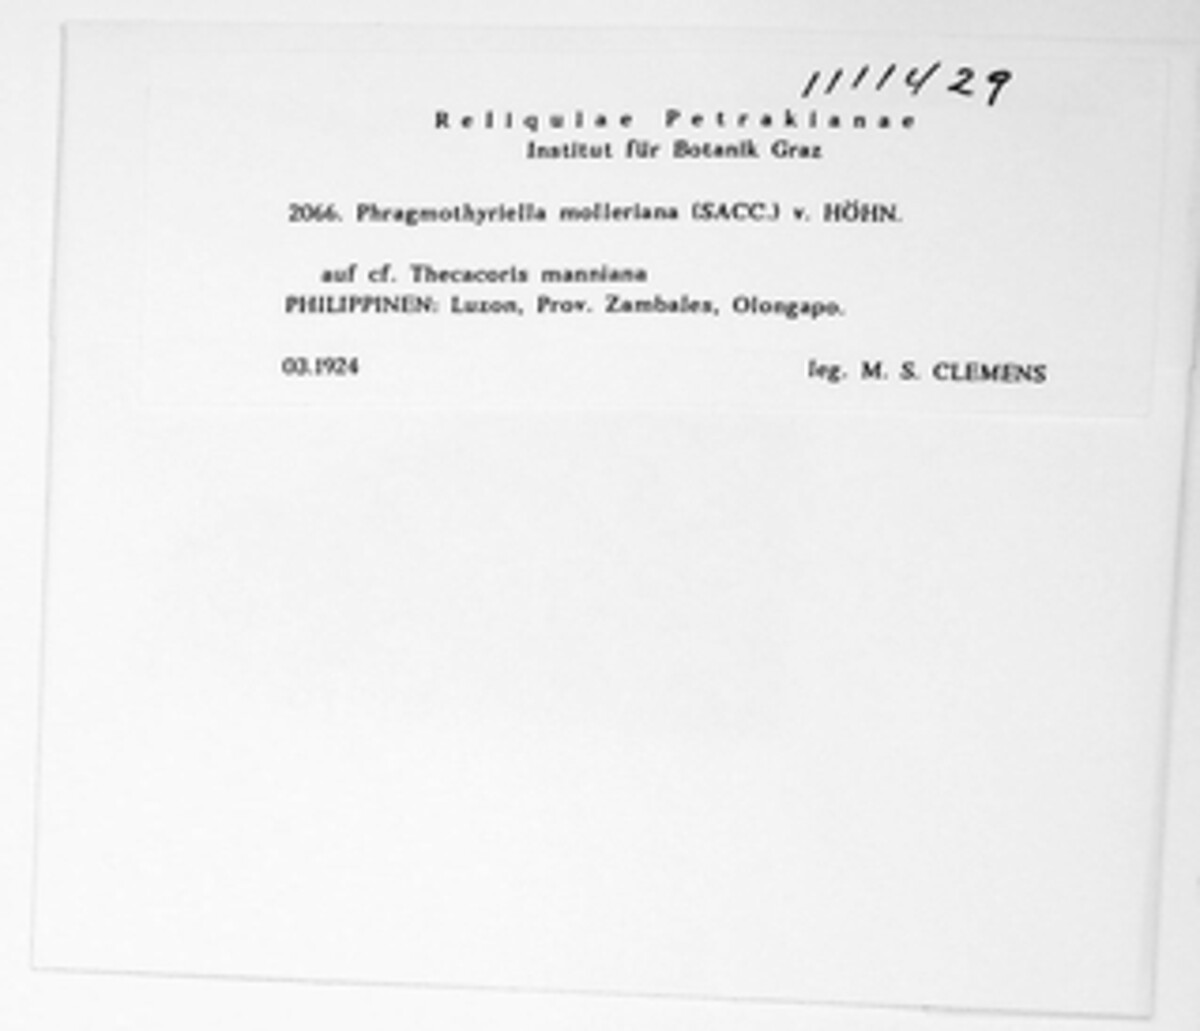 1111429
Reliquiae Petrakianae
Institut für Botanik Graz
2066. Phragmothyriella molleriana (SACC.) v. HÖHN.
auf cf. Thecacoris manniana
PHILIPPINEN: Luzon, Prov. Zambales, Olongapo.
03.1924
leg. M. S. CLEMENS